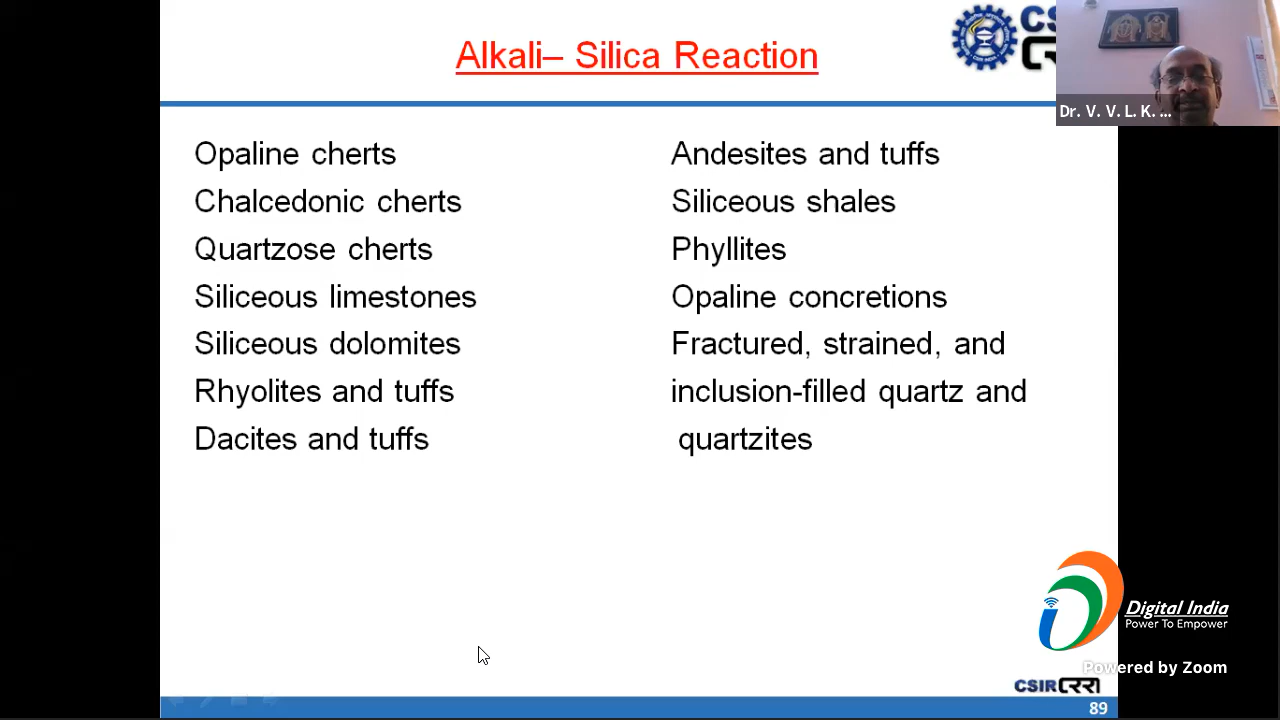 Alkali– Silica Reaction
CS
Dr. V. V. L. K. ...
Opaline cherts
Chalcedonic cherts
Quartzose cherts
Siliceous limestones
Siliceous dolomites
Rhyolites and tuffs
Dacites and tuffs
Andesites and tuffs
Siliceous shales
Phyllites
Opaline concretions
Fractured, strained, and
inclusion-filled quartz and
quartzites
Digital India
Power To Empower
Powered by Zoom
CSIR CRRI
89